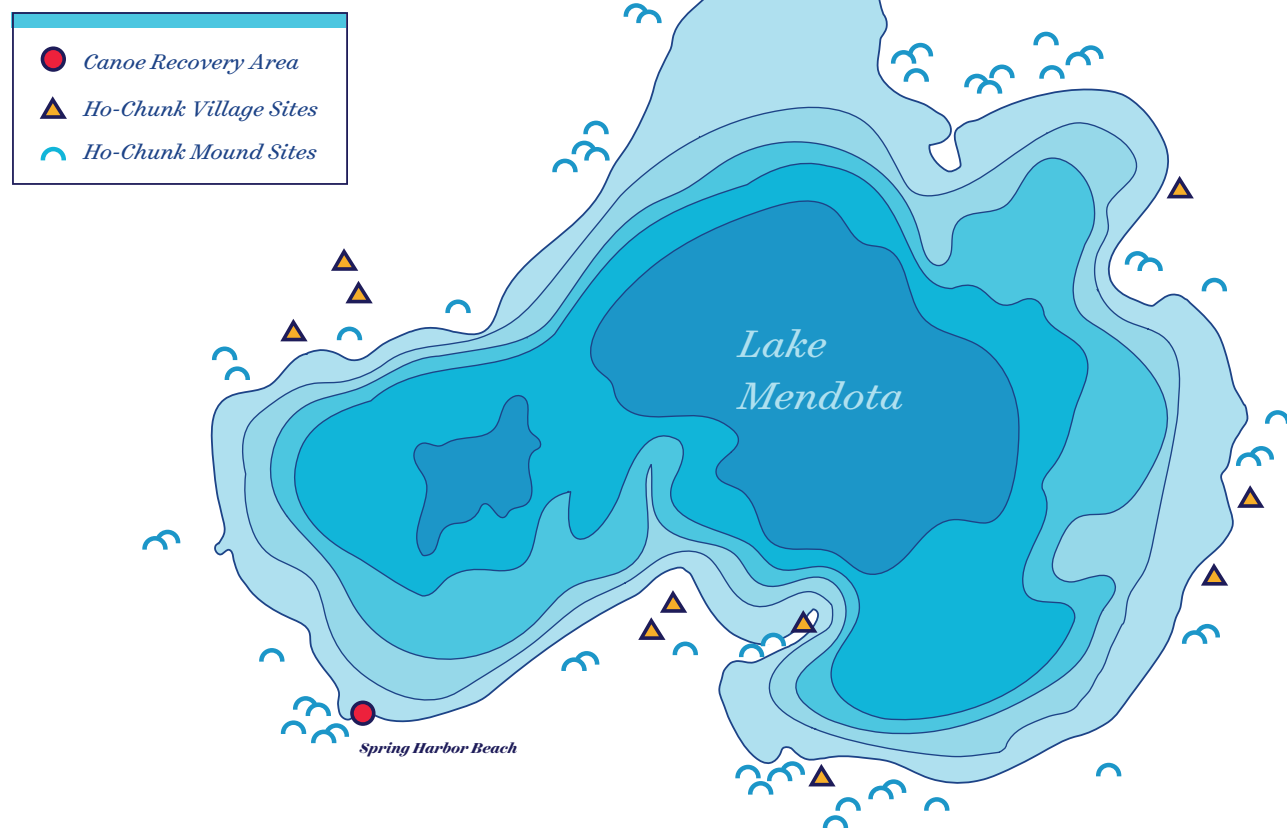 Canoe Recovery Area
Ho-Chunk Village Sites
Ho-Chunk Mound Sites
Lake
Mendota
Spring Harbor Beach